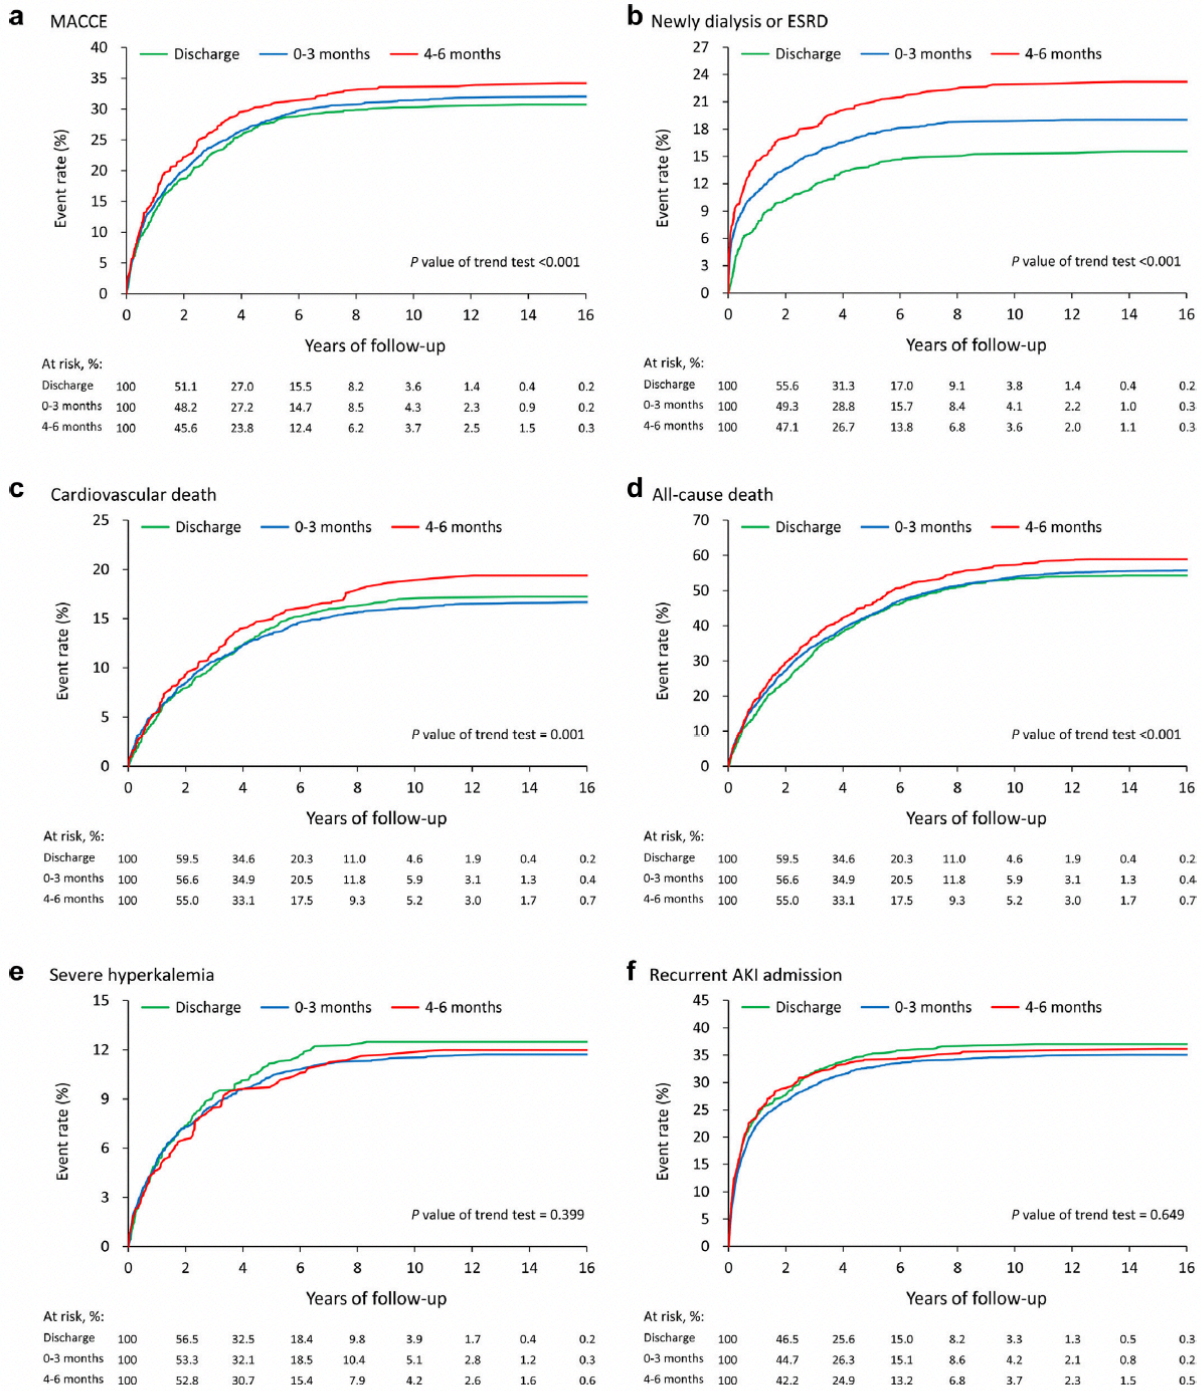 a MACCE
40
35
30
25
20
15
10
5
0
Event rate (%)
Discharge 0-3 months 4-6 months
P value of trend test <0.001
0 2 4 6 8 10 12 14 16
Years of follow-up
At risk, %:
Discharge 100 51.1 27.0 15.5 8.2 3.6 1.4 0.4 0.2
0-3 months 100 48.2 27.2 14.7 8.5 4.3 2.3 0.9 0.2
4-6 months 100 45.6 23.8 12.4 6.2 3.7 2.5 1.5 0.3
b Newly dialysis or ESRD
27
24
21
18
15
12
9
6
3
0
Event rate (%)
Discharge 0-3 months 4-6 months
P value of trend test <0.001
0 2 4 6 8 10 12 14 16
Years of follow-up
At risk, %:
Discharge 100 55.6 31.3 17.0 9.1 3.8 1.4 0.4 0.2
0-3 months 100 49.3 28.8 15.7 8.4 4.1 2.2 1.0 0.3
4-6 months 100 47.1 26.7 13.8 6.8 3.6 2.0 1.1 0.3
c Cardiovascular death
25
20
15
10
5
0
Event rate (%)
Discharge 0-3 months 4-6 months
P value of trend test = 0.001
0 2 4 6 8 10 12 14 16
Years of follow-up
At risk, %:
Discharge 100 59.5 34.6 20.3 11.0 4.6 1.9 0.4 0.2
0-3 months 100 56.6 34.9 20.5 11.8 5.9 3.1 1.3 0.4
4-6 months 100 55.0 33.1 17.5 9.3 5.2 3.0 1.7 0.7
d All-cause death
70
60
50
40
30
20
10
0
Event rate (%)
Discharge 0-3 months 4-6 months
P value of trend test <0.001
0 2 4 6 8 10 12 14 16
Years of follow-up
At risk, %:
Discharge 100 59.5 34.6 20.3 11.0 4.6 1.9 0.4 0.2
0-3 months 100 56.6 34.9 20.5 11.8 5.9 3.1 1.3 0.4
4-6 months 100 55.0 33.1 17.5 9.3 5.2 3.0 1.7 0.7
e Severe hyperkalemia
15
12
9
6
3
0
Event rate (%)
Discharge 0-3 months 4-6 months
P value of trend test = 0.399
0 2 4 6 8 10 12 14 16
Years of follow-up
At risk, %:
Discharge 100 56.5 32.5 18.4 9.8 3.9 1.7 0.4 0.2
0-3 months 100 53.3 32.1 18.5 10.4 5.1 2.8 1.2 0.3
4-6 months 100 52.8 30.7 15.4 7.9 4.2 2.6 1.6 0.6
f Recurrent AKI admission
45
40
35
30
25
20
15
10
5
0
Event rate (%)
Discharge 0-3 months 4-6 months
P value of trend test = 0.649
0 2 4 6 8 10 12 14 16
Years of follow-up
At risk, %:
Discharge 100 46.5 25.6 15.0 8.2 3.3 1.3 0.5 0.3
0-3 months 100 44.7 26.3 15.1 8.6 4.2 2.1 0.8 0.2
4-6 months 100 42.2 24.9 13.2 6.8 3.7 2.3 1.5 0.5